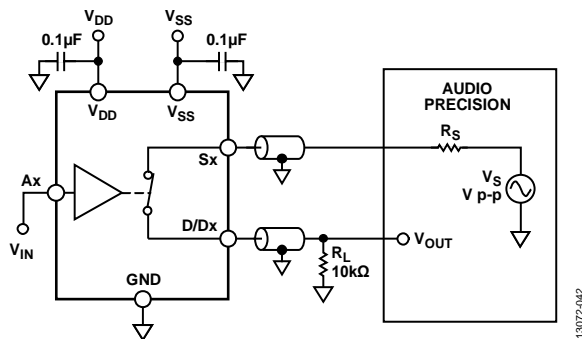 VDD
VSS
0.1µF
0.1µF
VDD
VSS
AUDIO
PRECISION
RS
Sx
VS
V p-p
Ax
VIN
D/Dx
VOUT
RL
10kΩ
GND
13072-042